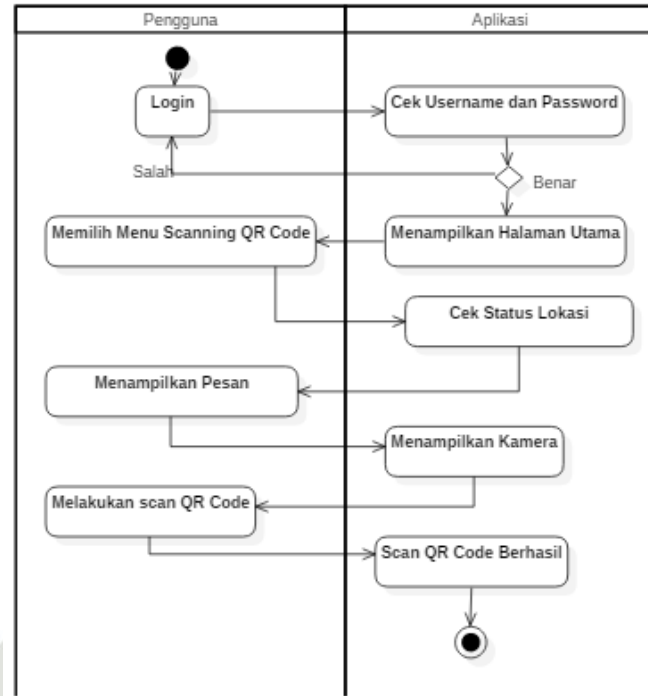 Pengguna
Aplikasi
Login
Cek Username dan Password
Salah
Benar
Memilih Menu Scanning QR Code
Menampilkan Halaman Utama
Cek Status Lokasi
Menampilkan Pesan
Menampilkan Kamera
Melakukan scan QR Code
Scan QR Code Berhasil